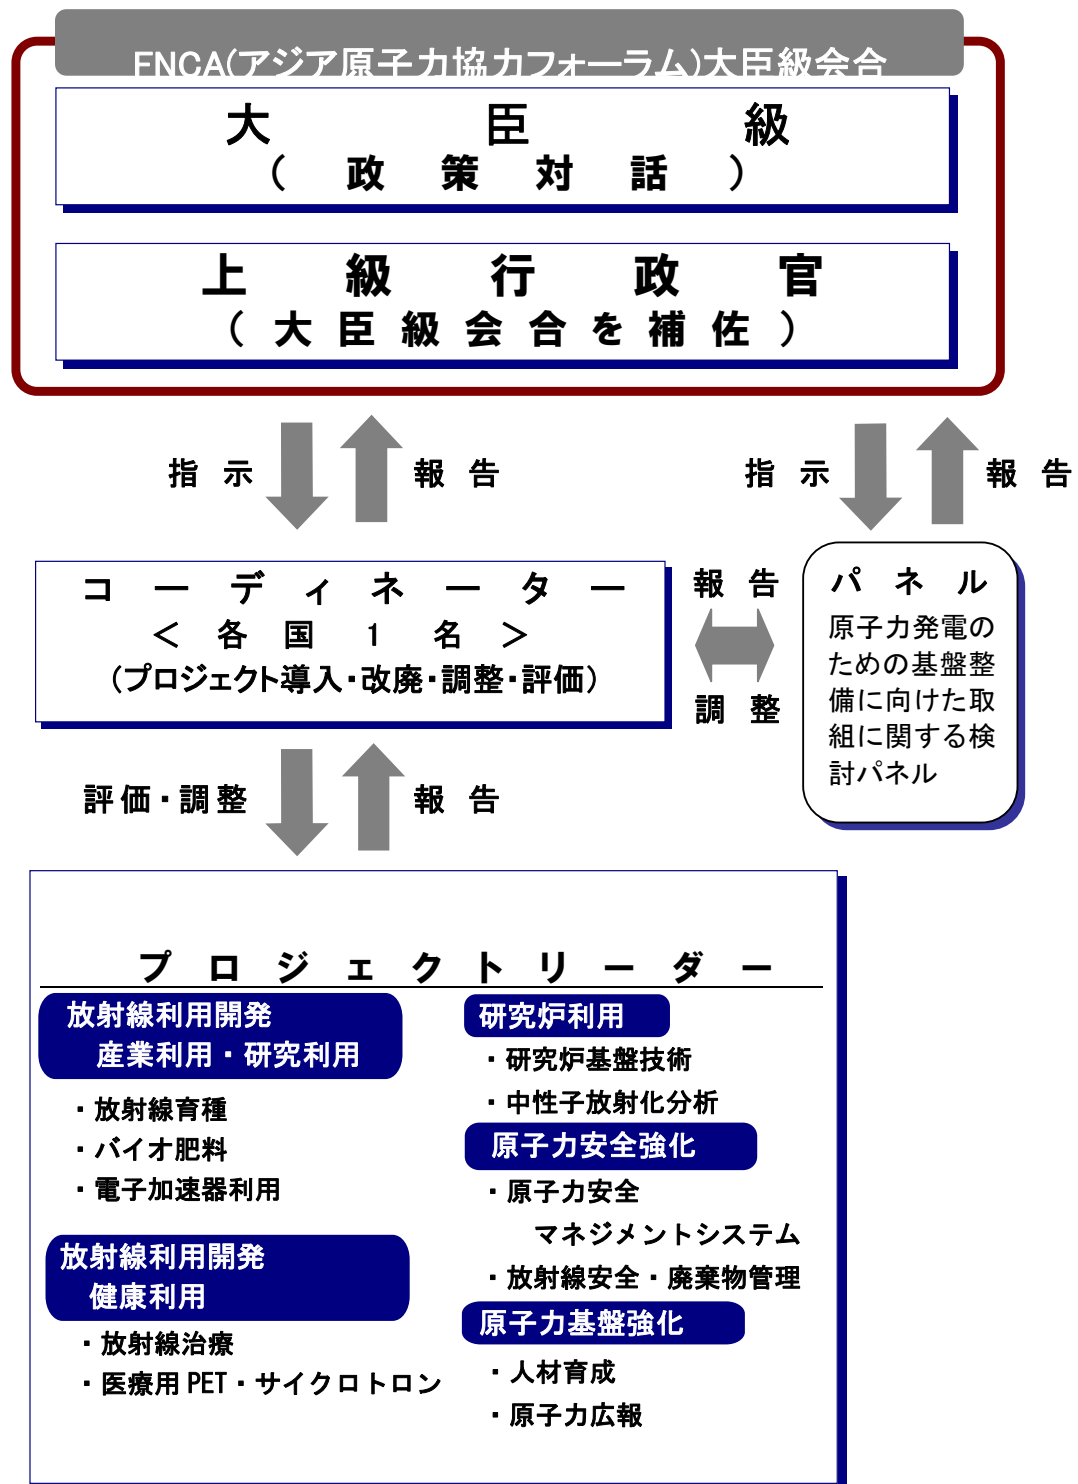 FNCA(アジア原子力協力フォーラム)大臣級会合
大臣級
(政策対話)
上級行政官
(大臣級会合を補佐)
指示
報告
指示
報告
コーディネーター
<各国1名>
(プロジェクト導入・改廃・調整・評価)
報告
調整
パネル
原子力発電の
ための基盤整
備に向けた取
組に関する検
討パネル
評価・調整
報告
プロジェクトリーダー
放射線利用開発
産業利用・研究利用
・放射線育種
・バイオ肥料
・電子加速器利用
放射線利用開発
健康利用
・放射線治療
・医療用PET・サイクロトロン
研究炉利用
・研究炉基盤技術
・中性子放射化分析
原子力安全強化
・原子力安全
マネジメントシステム
・放射線安全・廃棄物管理
原子力基盤強化
・人材育成
・原子力広報